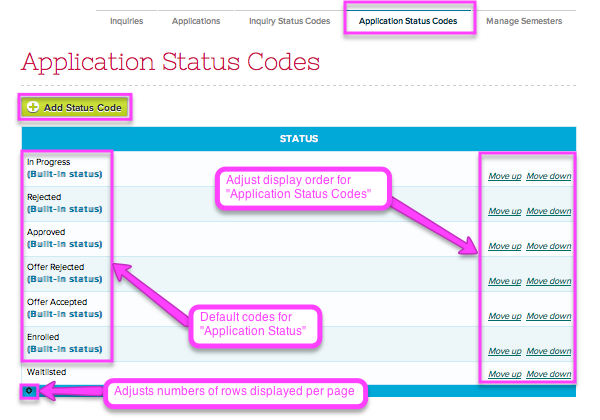 Inquiries Applications Inquiry Status Codes Application Status Codes Manage Semesters
Application Status Codes
Add Status Code
STATUS
In Progress
(Built-in status)
Move up Move down
Rejected
(Built-in status)
Move up Move down
Approved
(Built-in status)
Move up Move down
Offer Rejected
(Built-in status)
Move up Move down
Offer Accepted
(Built-in status)
Move up Move down
Enrolled
(Built-in status)
Move up Move down
Waitlisted
Move up Move down
Adjust display order for
"Application Status Codes"
Default codes for
"Application Status"
Adjusts numbers of rows displayed per page